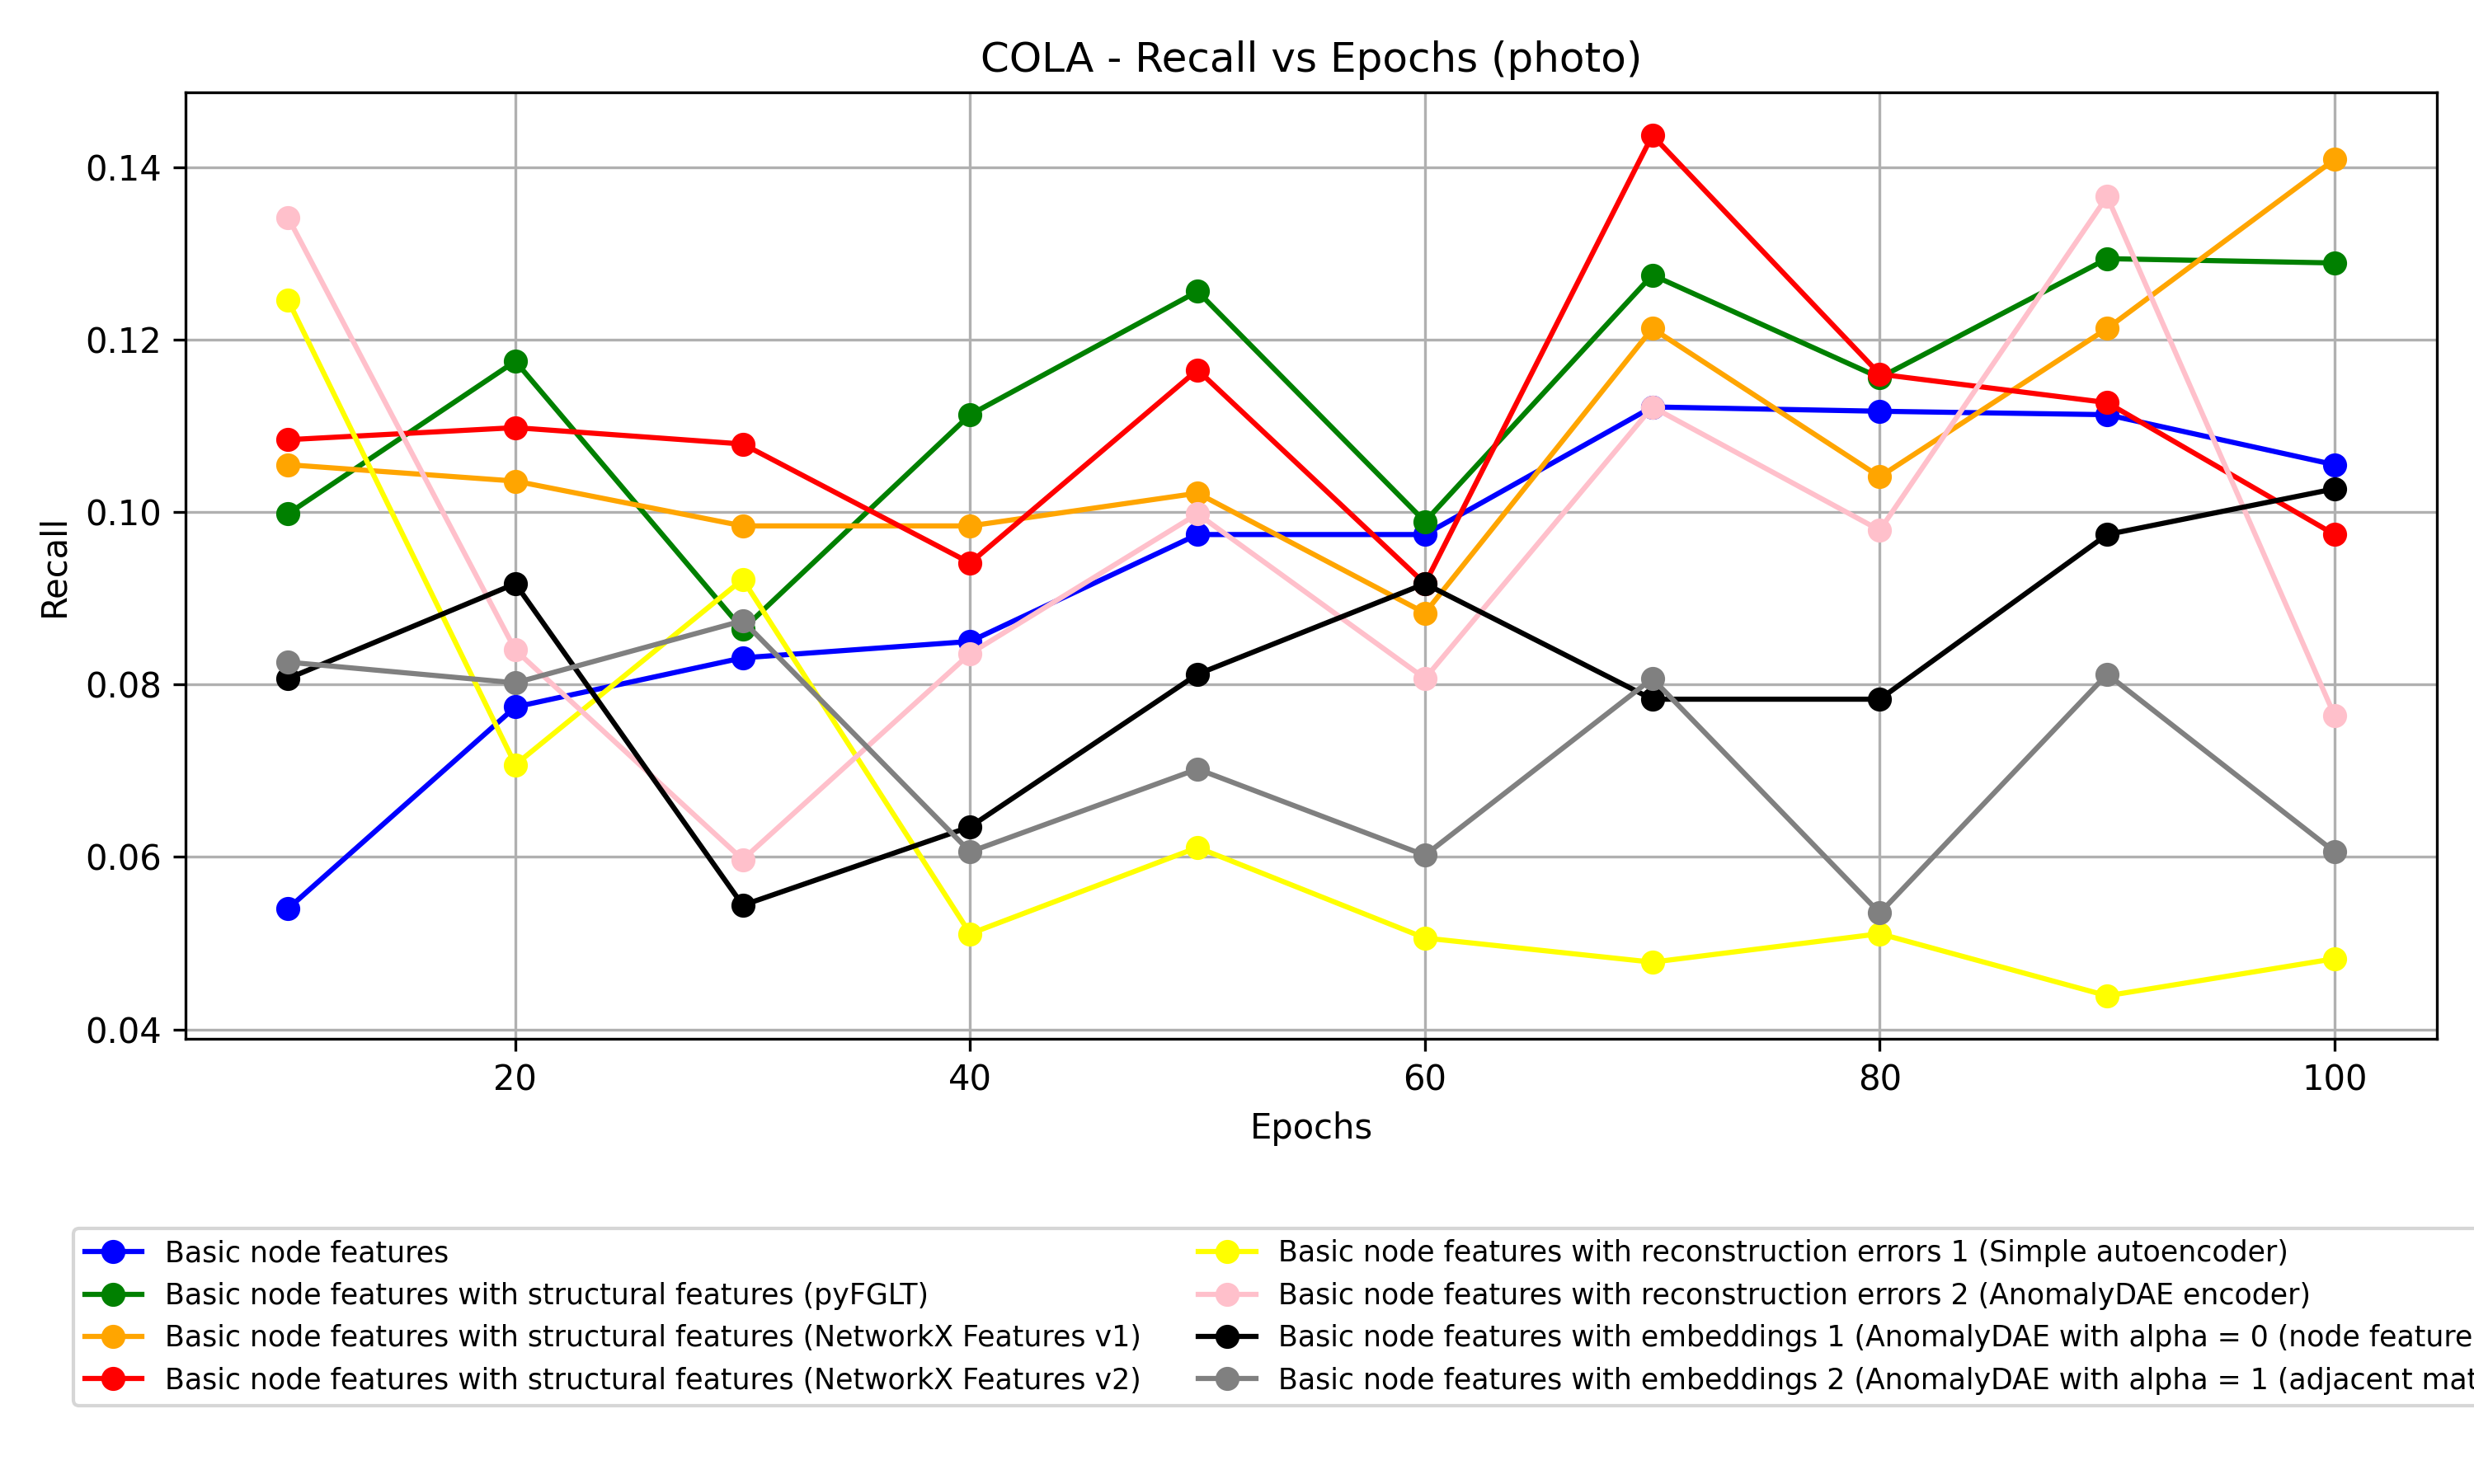 COLA - Recall vs Epochs (photo)
0.14
0.12
0.10
0.08
0.06
0.04
Recall
20 40 60 80 100
Epochs
Basic node features
Basic node features with structural features (pyFGLT)
Basic node features with structural features (NetworkX Features v1)
Basic node features with structural features (NetworkX Features v2)
Basic node features with reconstruction errors 1 (Simple autoencoder)
Basic node features with reconstruction errors 2 (AnomalyDAE encoder)
Basic node features with embeddings 1 (AnomalyDAE with alpha = 0 (node feature
Basic node features with embeddings 2 (AnomalyDAE with alpha = 1 (adjacent mat